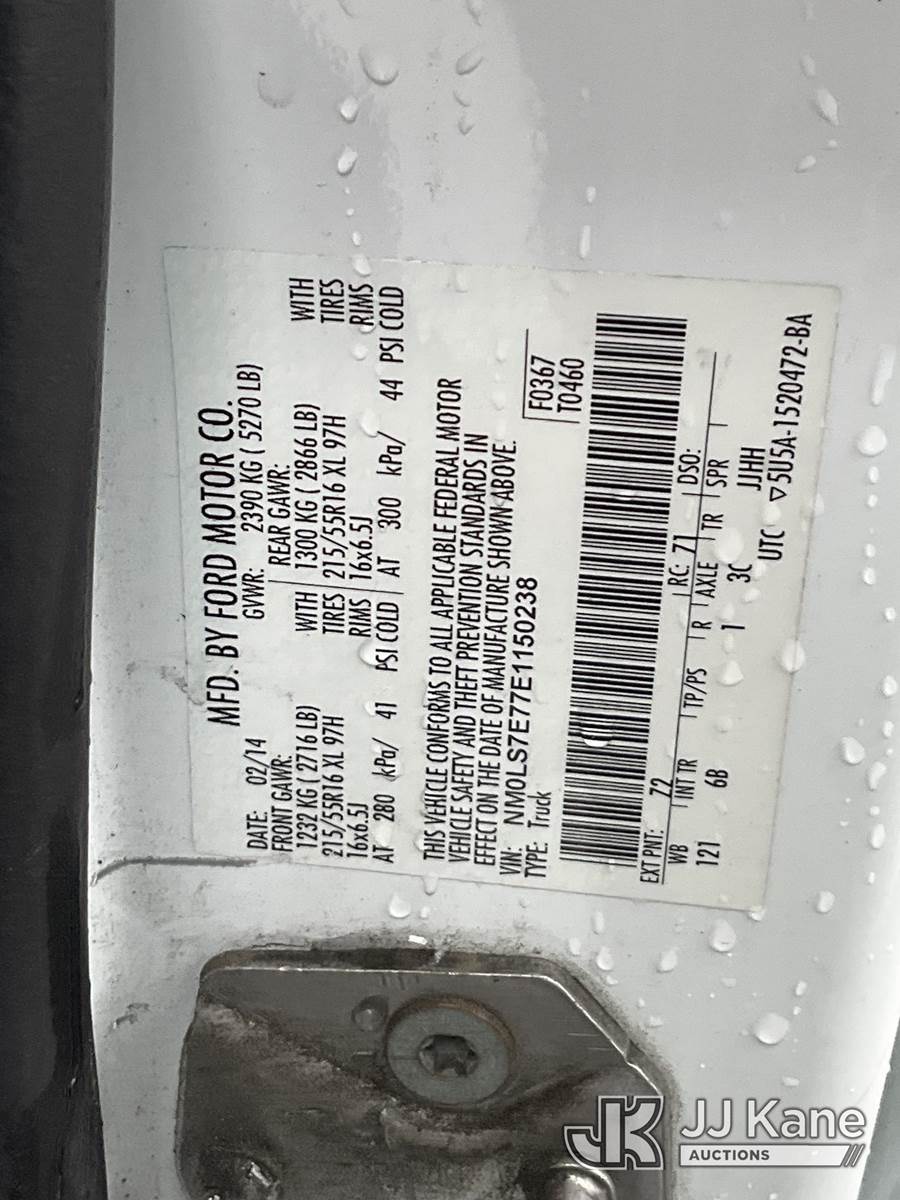 MFD. BY FORD MOTOR CO.
DATE: 02/14 GVWR: 2390 KG ( 5270 LB)
FRONT GAWR: REAR GAWR:
1232 KG ( 2716 LB) WITH 1300 KG ( 2866 LB) WITH
215/55R16 XL 97H TIRES 215/55R16 XL 97H TIRES
16x6.5J RIMS 16x6.5J RIMS
AT 280 kPa/ 41 PSI COLD AT 300 kPa/ 44 PSI COLD
THIS VEHICLE CONFORMS TO ALL APPLICABLE FEDERAL MOTOR
VEHICLE SAFETY AND THEFT PREVENTION STANDARDS IN
EFFECT ON THE DATE OF MANUFACTURE SHOWN ABOVE.
VIN: NM0LS7E77E1150238
TYPE: Truck
F0367
T0460
EXT PNT: 72 RC: 71 DSO:
WB INT TR TP/PS R AXLE TR SPR
121 6B 1 3C JJHH
UTC ▽5U5A-1520472-BA
JK JJ Kane
AUCTIONS